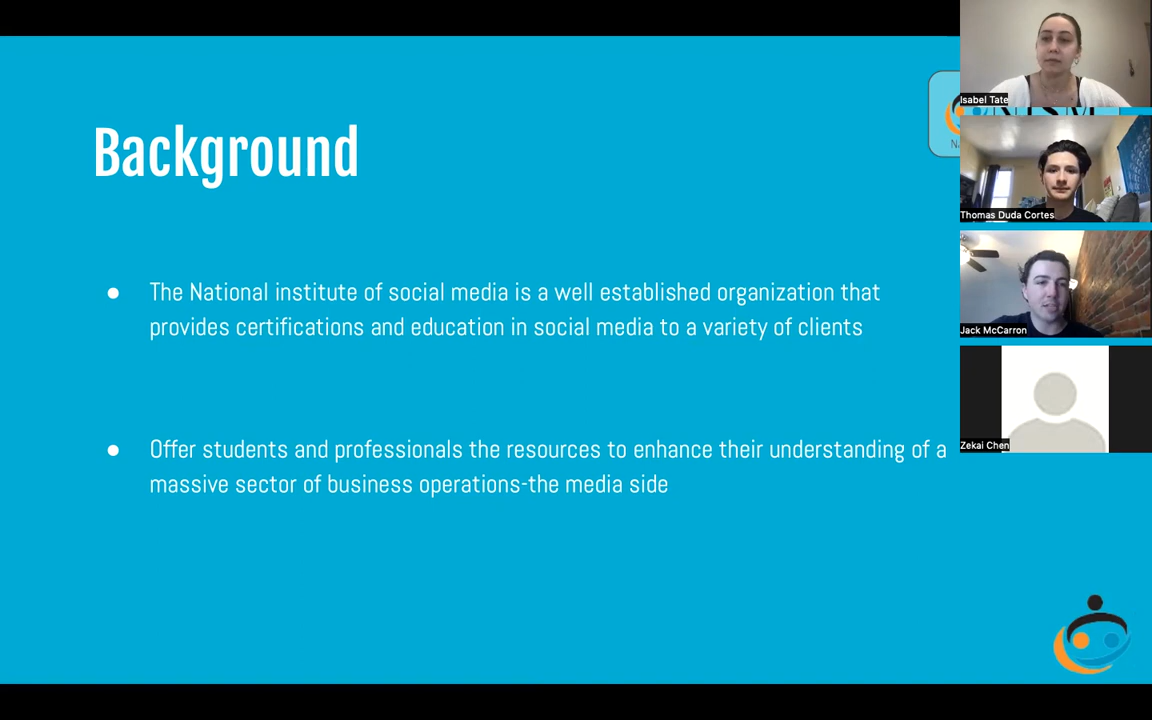 Background
The National institute of social media is a well established organization that
provides certifications and education in social media to a variety of clients
Offer students and professionals the resources to enhance their understanding of a
massive sector of business operations-the media side
Isabel Tate
Thomas Duda Cortes
Jack McCarron
Zekai Chen